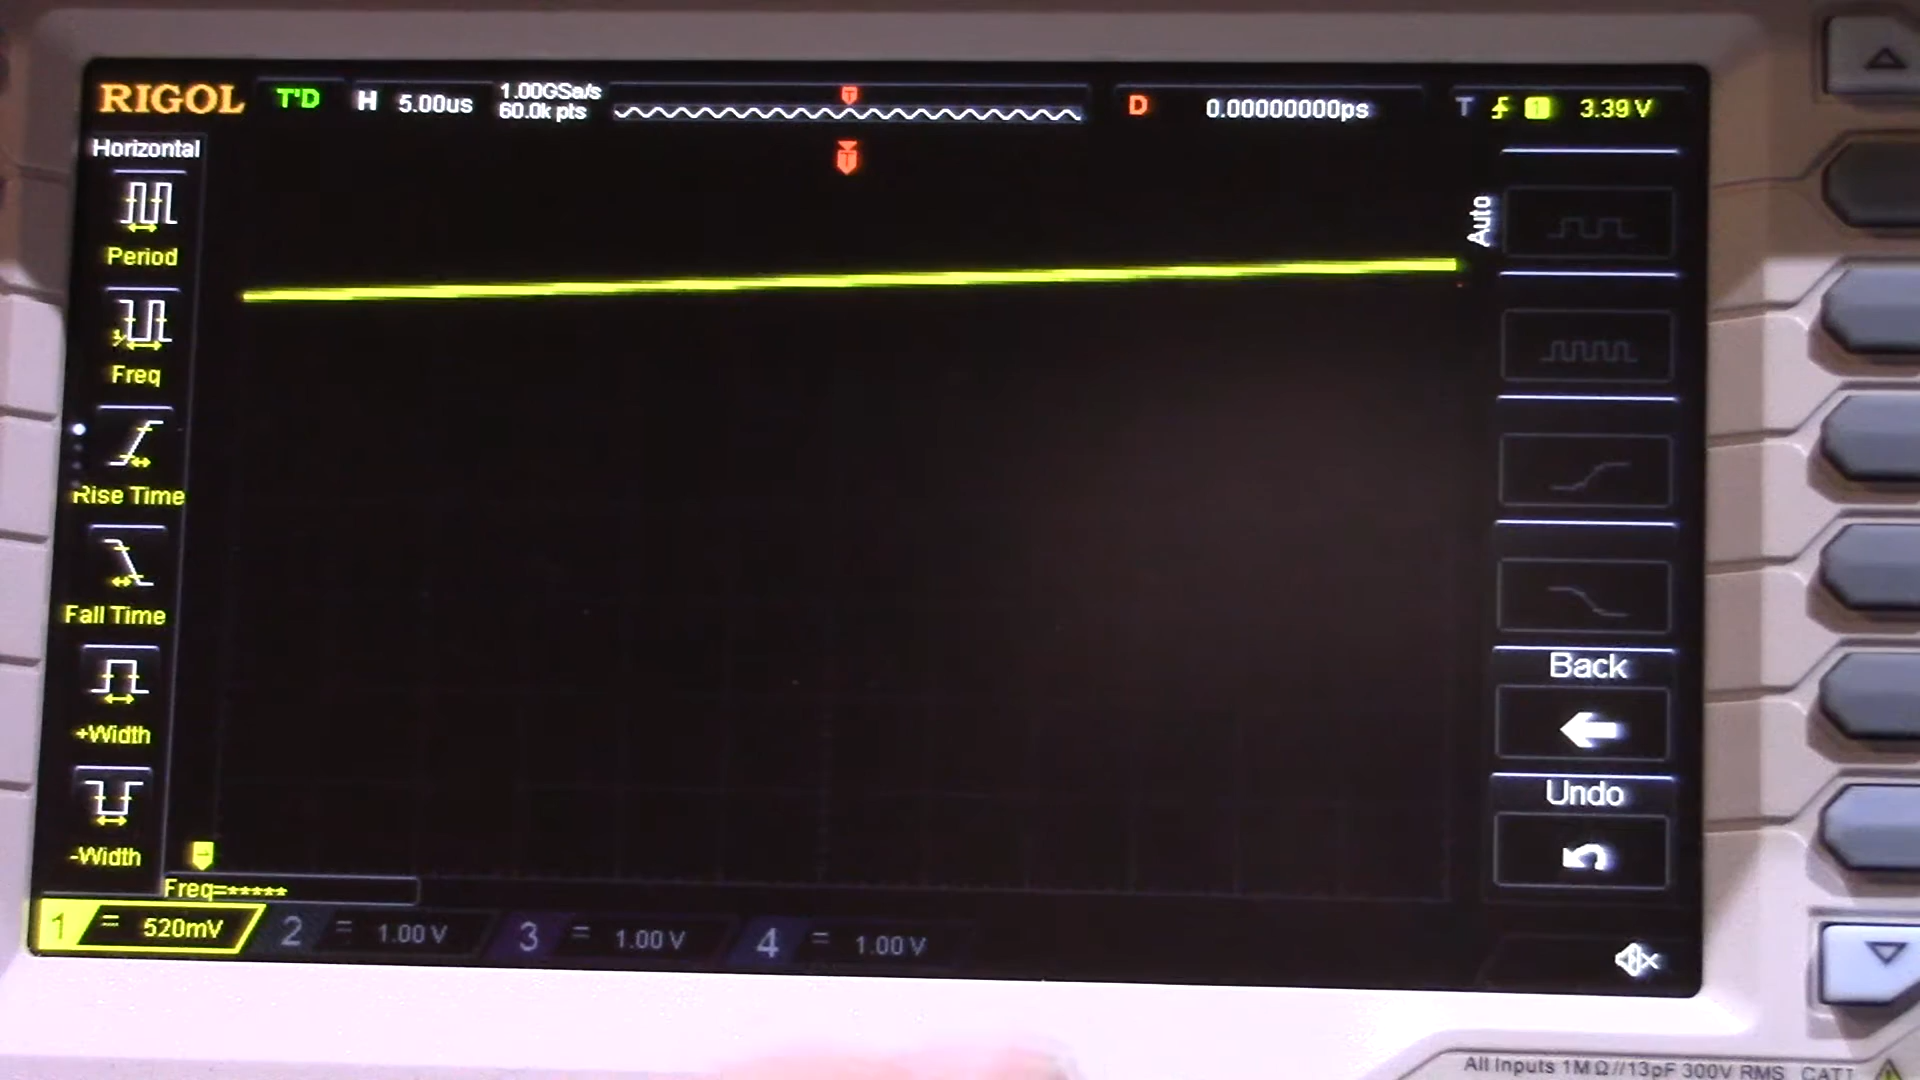 RIGOL T'D H 5.00us 1.00GSa/s D 0.00000000ps T 1 3.39 V
60.0k pts
T
T
Horizontal
Period
Freq
Rise Time
Fall Time
+Width
-Width
Auto
Back
Undo
Freq=*****
1 = 520mV 2 = 1.00 V 3 = 1.00 V 4 = 1.00 V
All Inputs 1MΩ//13pF 300V RMS CATI